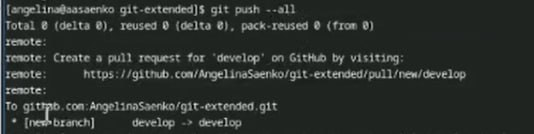 [angelina@aasaenko git-extended]$ git push --all
Total 0 (delta 0), reused 0 (delta 0), pack-reused 0 (from 0)
remote:
remote: Create a pull request for 'develop' on GitHub by visiting:
remote:      https://github.com/AngelinaSaenko/git-extended/pull/new/develop
remote:
To github.com:AngelinaSaenko/git-extended.git
 * [new branch]      develop -> develop